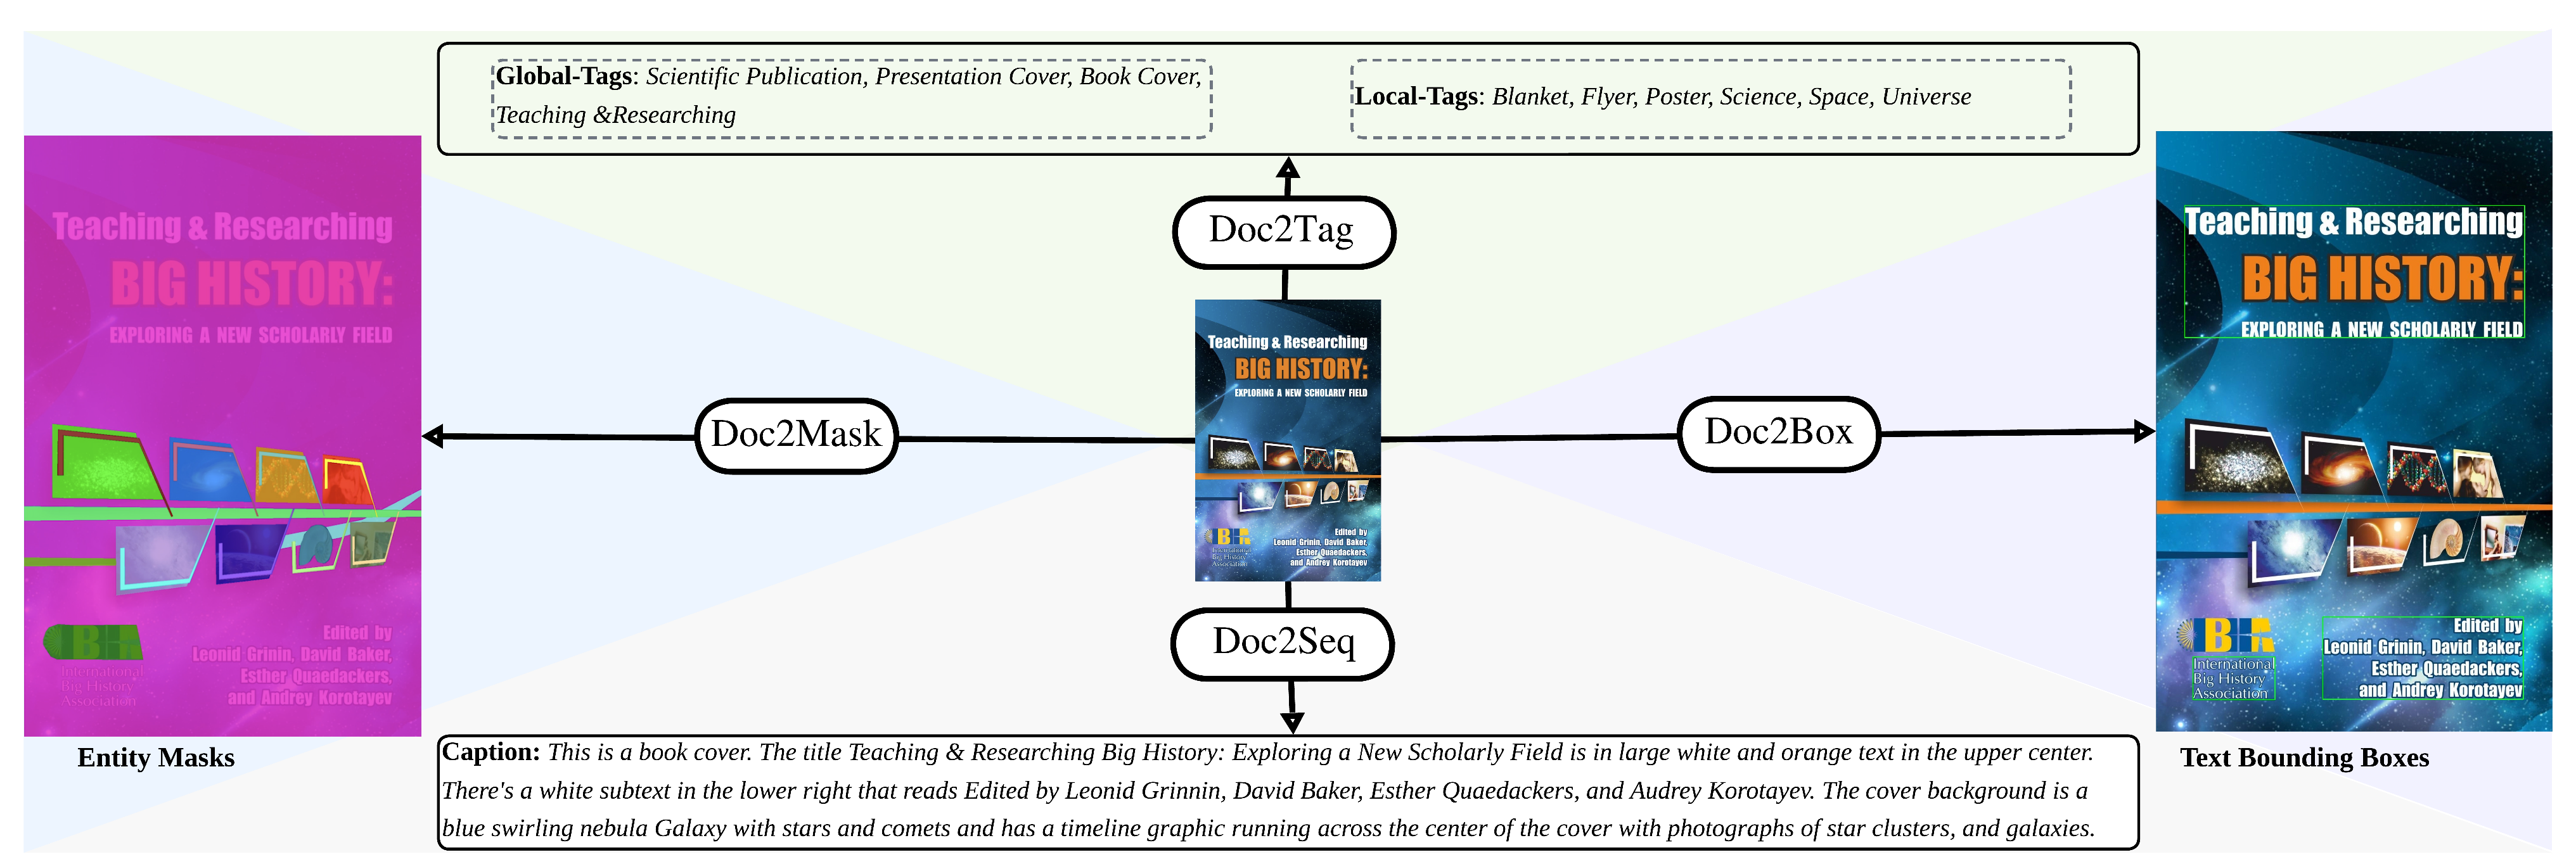 Global-Tags: Scientific Publication, Presentation Cover, Book Cover,
Teaching &Researching
Local-Tags: Blanket, Flyer, Poster, Science, Space, Universe
Doc2Tag
Teaching & Researching
BIG HISTORY:
EXPLORING A NEW SCHOLARLY FIELD
Edited by
Leonid Grinin, David Baker,
Esther Quaedackers,
and Andrey Korotayev
International
Big History
Association
Entity Masks
Doc2Mask
Teaching & Researching
BIG HISTORY:
EXPLORING A NEW SCHOLARLY FIELD
Edited by
Leonid Grinin, David Baker,
Esther Quaedackers,
and Andrey Korotayev
International
Big History
Association
Doc2Box
Teaching & Researching
BIG HISTORY:
EXPLORING A NEW SCHOLARLY FIELD
Edited by
Leonid Grinin, David Baker,
Esther Quaedackers,
and Andrey Korotayev
International
Big History
Association
Text Bounding Boxes
Doc2Seq
Caption: This is a book cover. The title Teaching & Researching Big History: Exploring a New Scholarly Field is in large white and orange text in the upper center.
There's a white subtext in the lower right that reads Edited by Leonid Grinnin, David Baker, Esther Quaedackers, and Audrey Korotayev. The cover background is a
blue swirling nebula Galaxy with stars and comets and has a timeline graphic running across the center of the cover with photographs of star clusters, and galaxies.